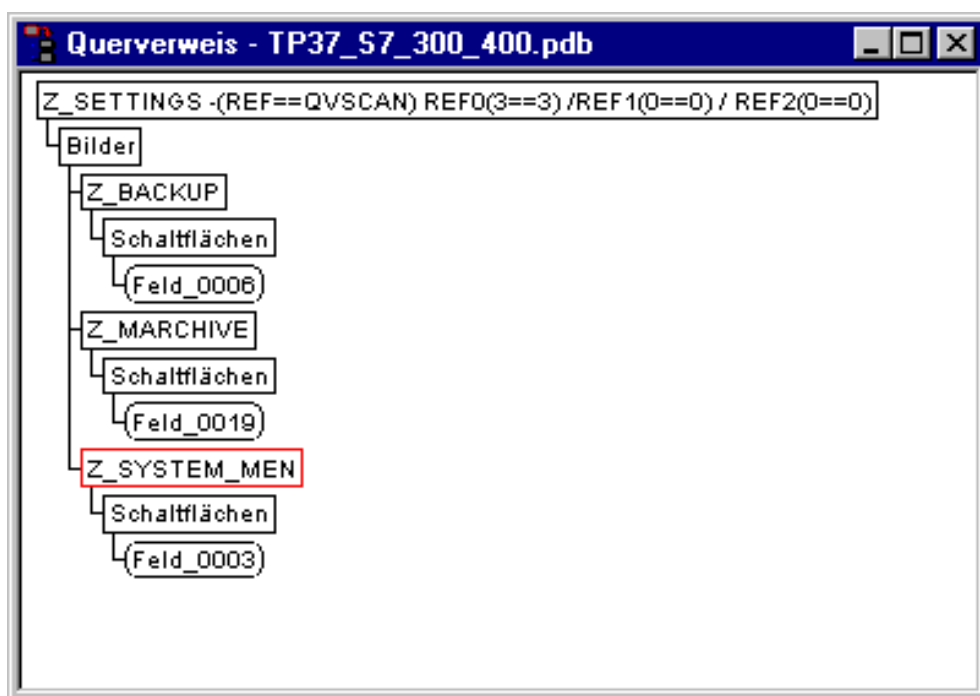 Querverweis - TP37_S7_300_400.pdb
Z_SETTINGS -(REF==QVSCAN) REF0(3==3) /REF1(0==0) / REF2(0==0)
Bilder
Z_BACKUP
Schaltflächen
Feld_0006
Z_MARCHIVE
Schaltflächen
Feld_0019
Z_SYSTEM_MEN
Schaltflächen
Feld_0003